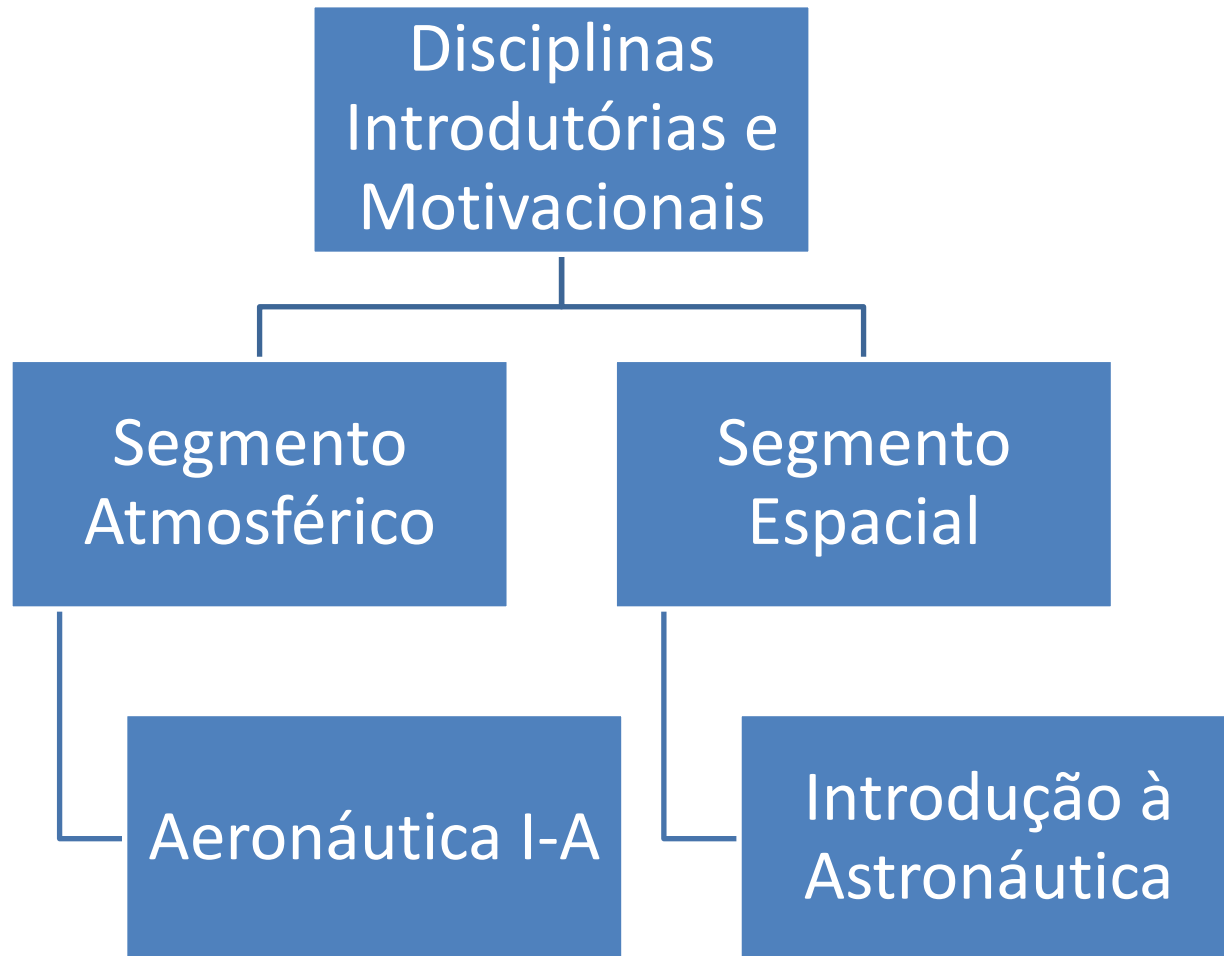 Disciplinas
Introdutórias e
Motivacionais
Segmento
Atmosférico
Segmento
Espacial
Aeronáutica I-A
Introdução à
Astronáutica